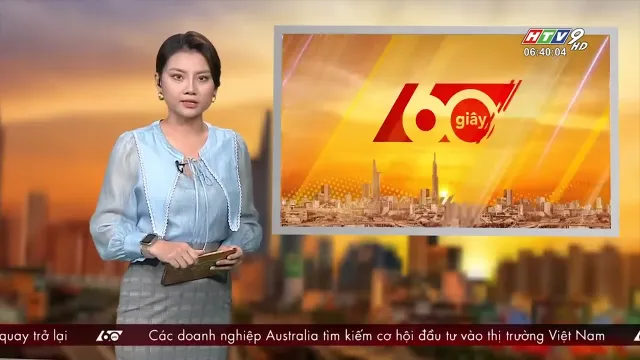 HTV9
HD
06:40:04
60
giây
quay trở lại
60
Các doanh nghiệp Australia tìm kiếm cơ hội đầu tư vào thị trường Việt Nam